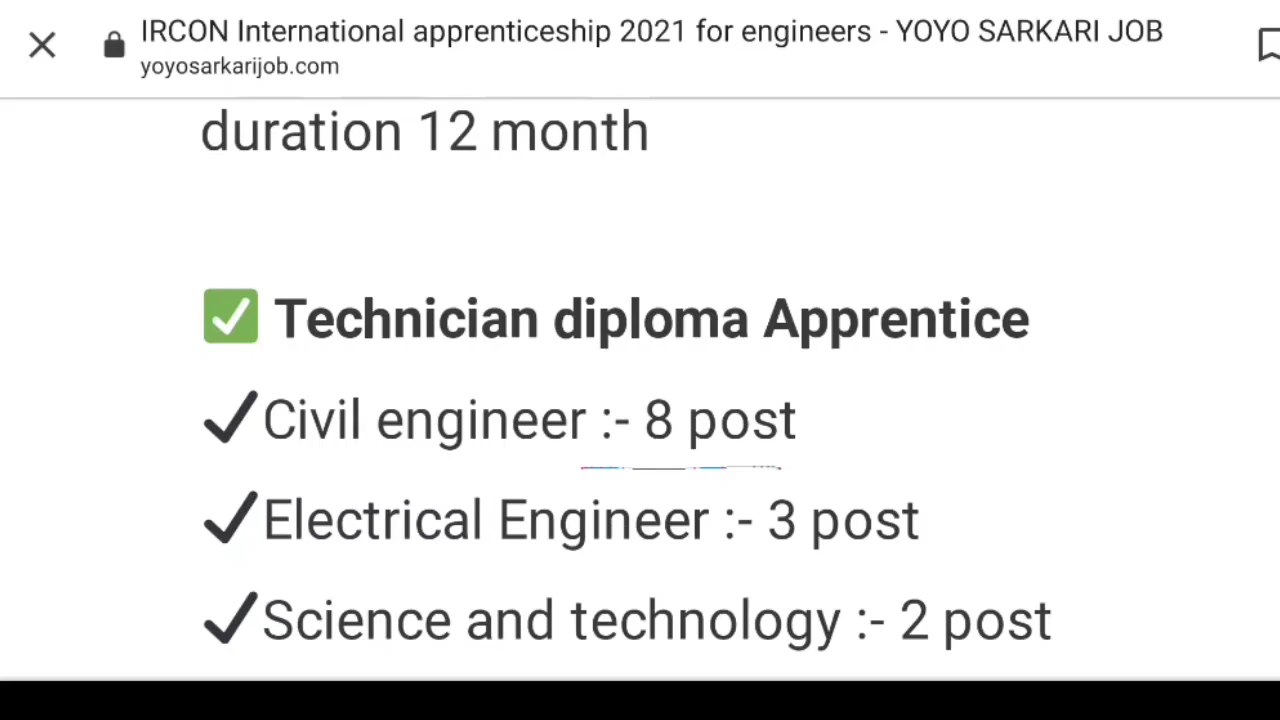 IRCON International apprenticeship 2021 for engineers - YOYO SARKARI JOB
yoyosarkarijob.com
duration 12 month
✅ Technician diploma Apprentice
✔Civil engineer :- 8 post
✔Electrical Engineer :- 3 post
✔Science and technology :- 2 post